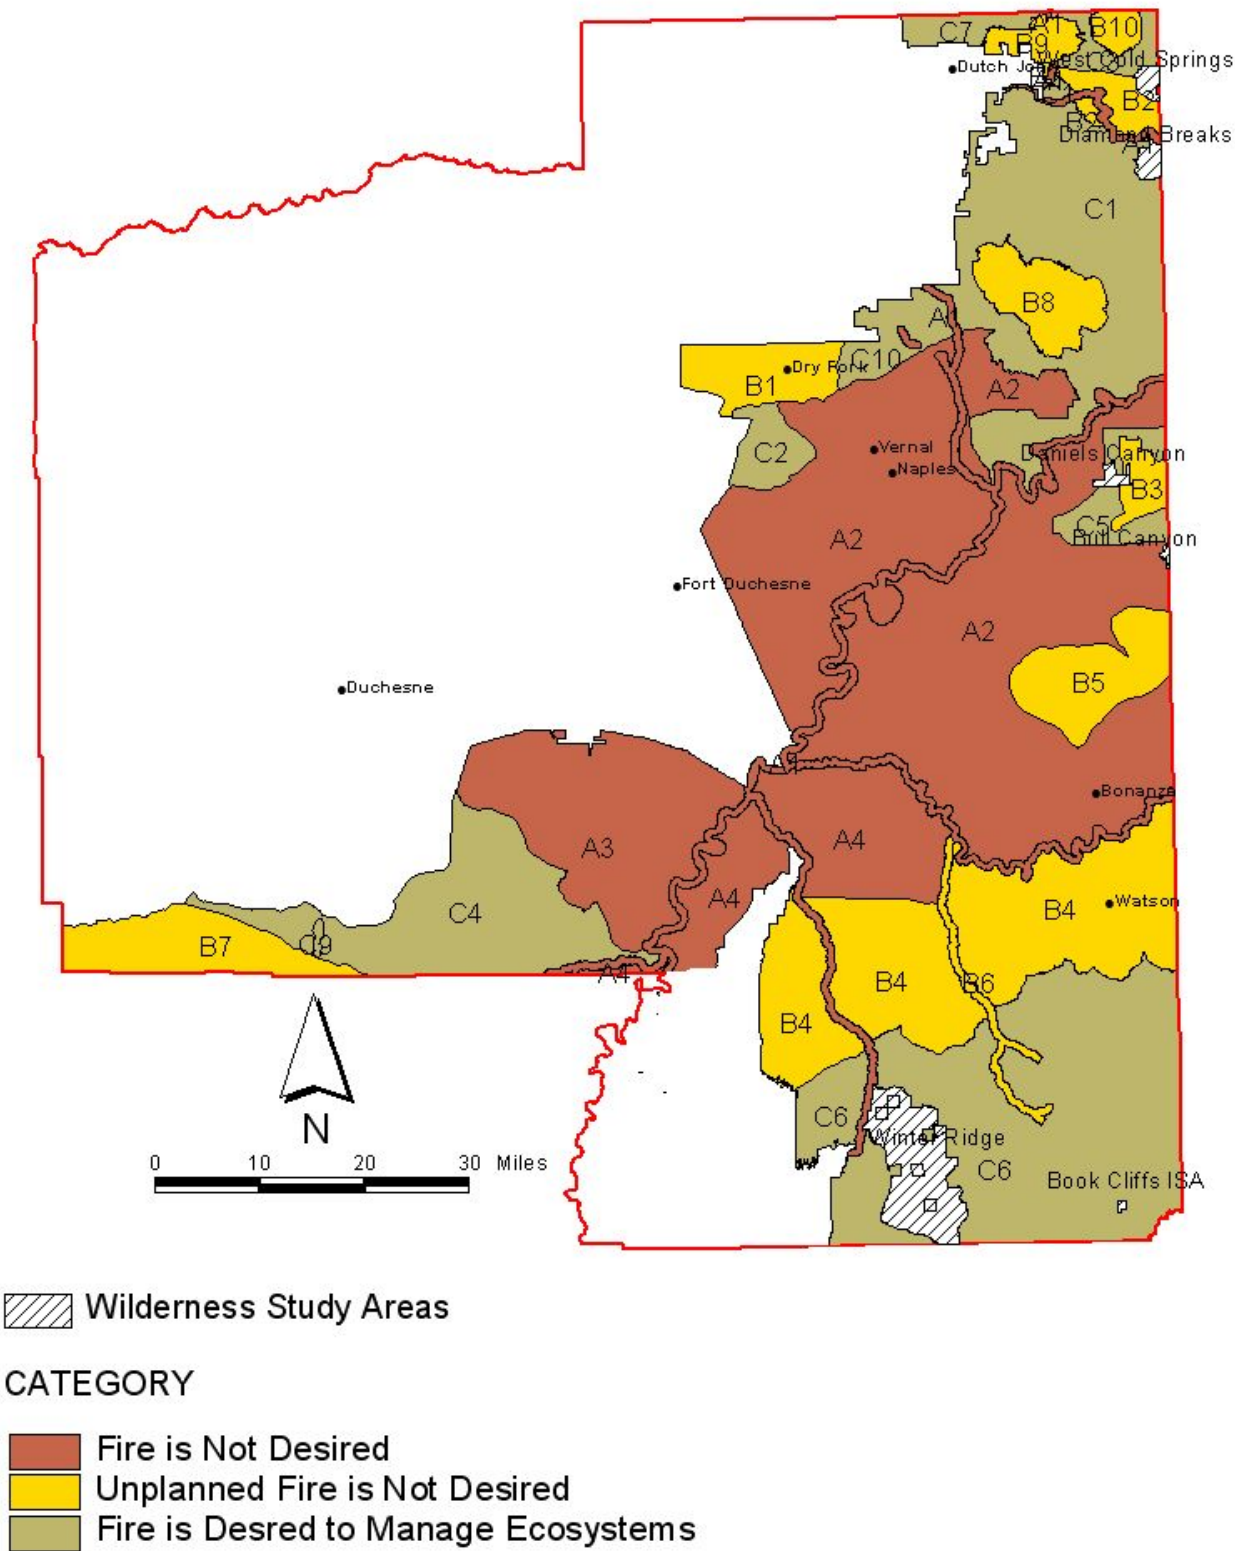 C7
A1
B10
B9
West Cold Springs
Dutch John
A4
B2
B2
Diamond Breaks
A4
C1
B8
A
C10
Dry Fork
B1
A2
C2
Vernal
Daniels Canyon
Naples
B3
C5
Bull Canyon
A2
Fort Duchesne
A2
B5
Duchesne
Bonanza
A3
A4
A4
C4
B4
Watson
B7
C9
A4
B4
B6
B4
N
C6
Winter Ridge
C6
Book Cliffs ISA
0 10 20 30 Miles
Wilderness Study Areas
CATEGORY
Fire is Not Desired
Unplanned Fire is Not Desired
Fire is Desred to Manage Ecosystems